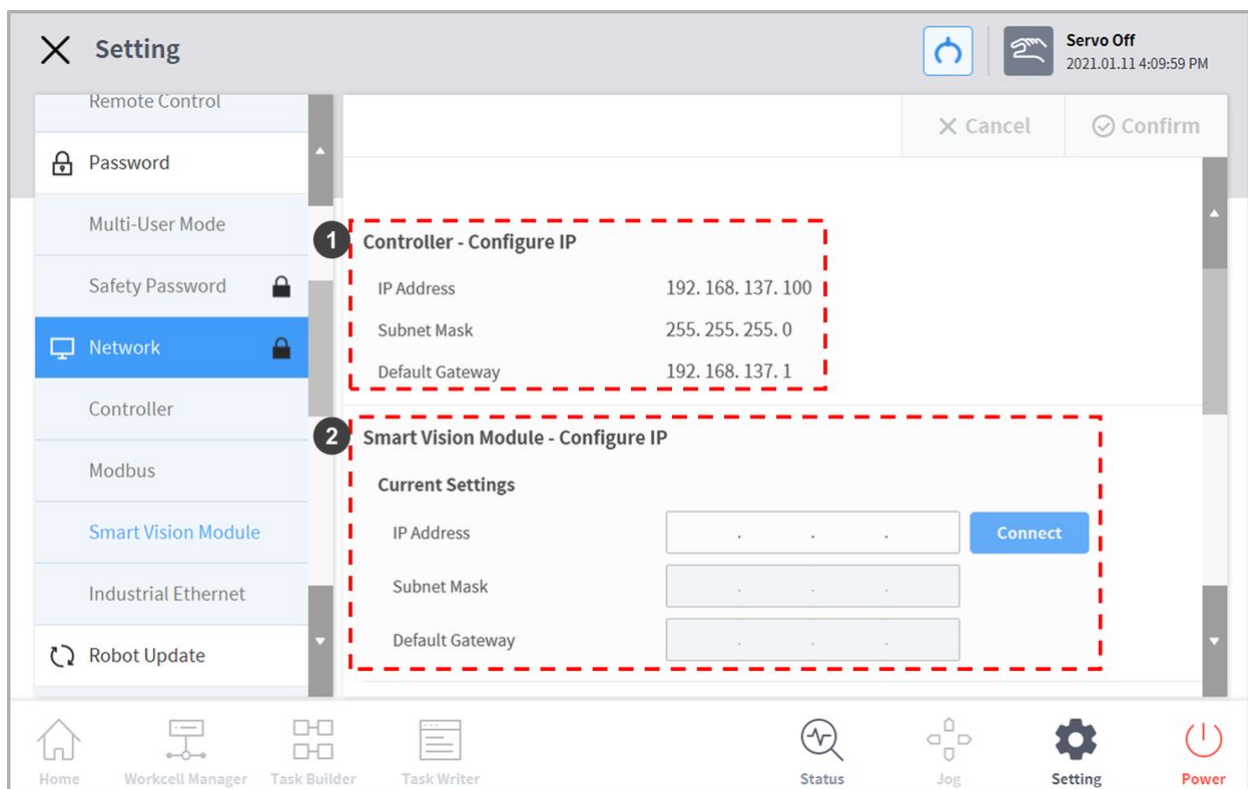 Setting
Servo Off
2021.01.11 4:09:59 PM
Remote Control
Password
Multi-User Mode
Safety Password
Network
Controller
Modbus
Smart Vision Module
Industrial Ethernet
Robot Update
Cancel
Confirm
1
Controller - Configure IP
IP Address 192. 168. 137. 100
Subnet Mask 255. 255. 255. 0
Default Gateway 192. 168. 137. 1
2
Smart Vision Module - Configure IP
Current Settings
IP Address . . . Connect
Subnet Mask . . .
Default Gateway . . .
Home
Workcell Manager
Task Builder
Task Writer
Status
Jog
Setting
Power